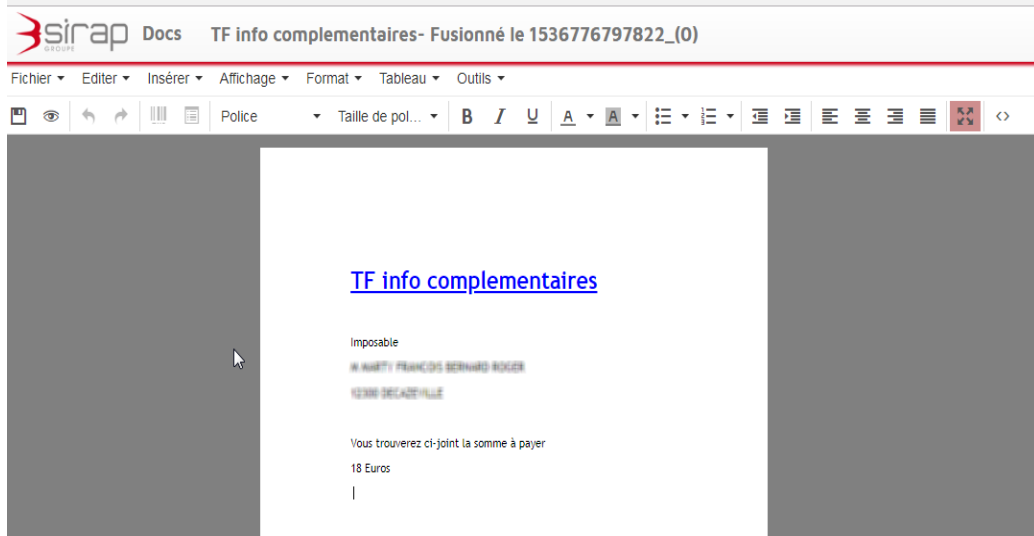 sirap
GROUPE
Docs TF info complementaires- Fusionné le 1536776797822_(0)
Fichier Editer Insérer Affichage Format Tableau Outils
Police Taille de pol... B I U A A
TF info complementaires
Imposable
Vous trouverez ci-joint la somme à payer
18 Euros